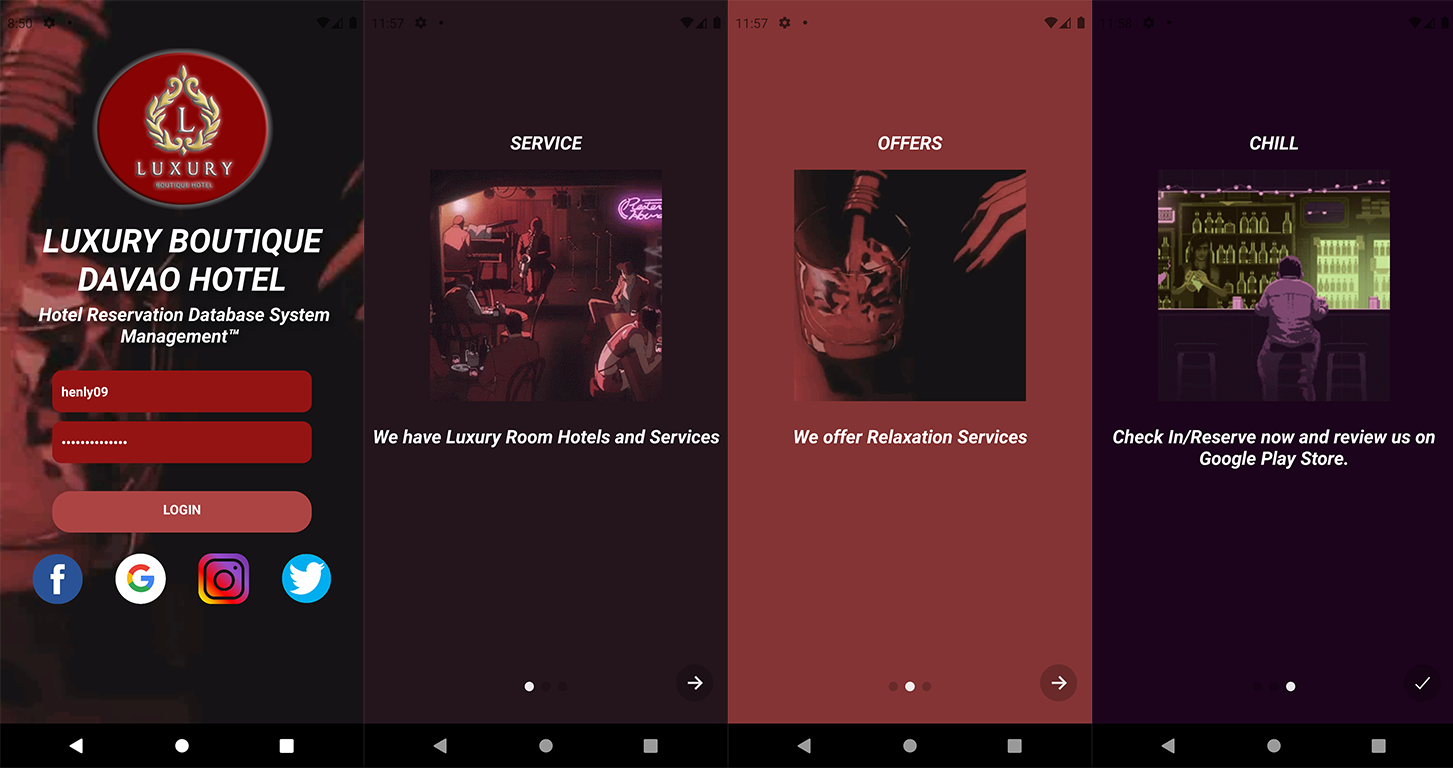 8:50
L
LUXURY
BOUTIQUE HOTEL
LUXURY BOUTIQUE
DAVAO HOTEL
Hotel Reservation Database System
Management™
henly09
••••••••••••••
LOGIN
f
G
11:57
SERVICE
We have Luxury Room Hotels and Services
11:57
OFFERS
We offer Relaxation Services
11:58
CHILL
Check In/Reserve now and review us on
Google Play Store.